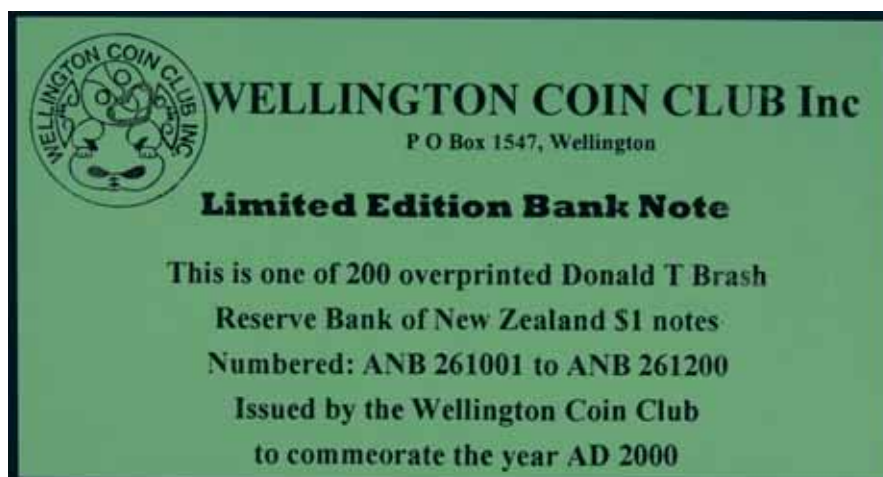 WELLINGTON COIN CLUB INC.
WELLINGTON COIN CLUB Inc
P O Box 1547, Wellington
Limited Edition Bank Note
This is one of 200 overprinted Donald T Brash
Reserve Bank of New Zealand $1 notes
Numbered: ANB 261001 to ANB 261200
Issued by the Wellington Coin Club
to commeorate the year AD 2000